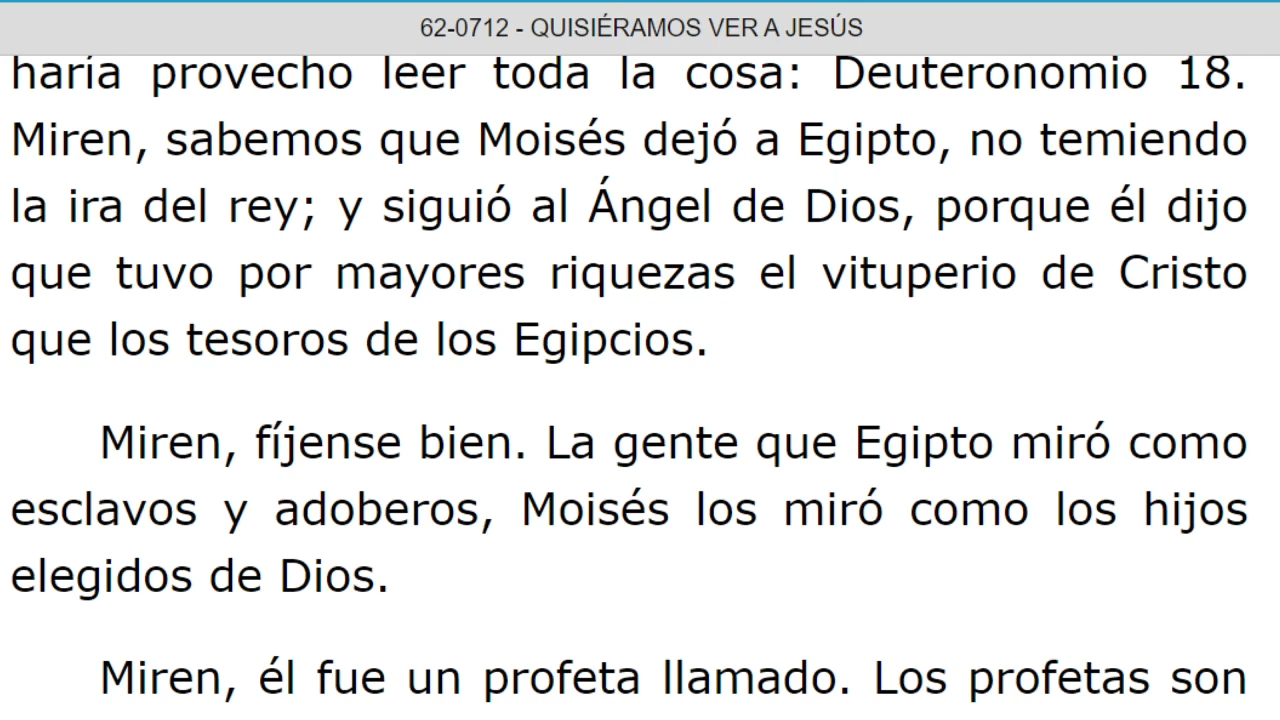 62-0712 - QUISIÉRAMOS VER A JESÚS
haría provecho leer toda la cosa: Deuteronomio 18.
Miren, sabemos que Moisés dejó a Egipto, no temiendo
la ira del rey; y siguió al Ángel de Dios, porque él dijo
que tuvo por mayores riquezas el vituperio de Cristo
que los tesoros de los Egipcios.
Miren, fíjense bien. La gente que Egipto miró como
esclavos y adoberos, Moisés los miró como los hijos
elegidos de Dios.
Miren, él fue un profeta llamado. Los profetas son